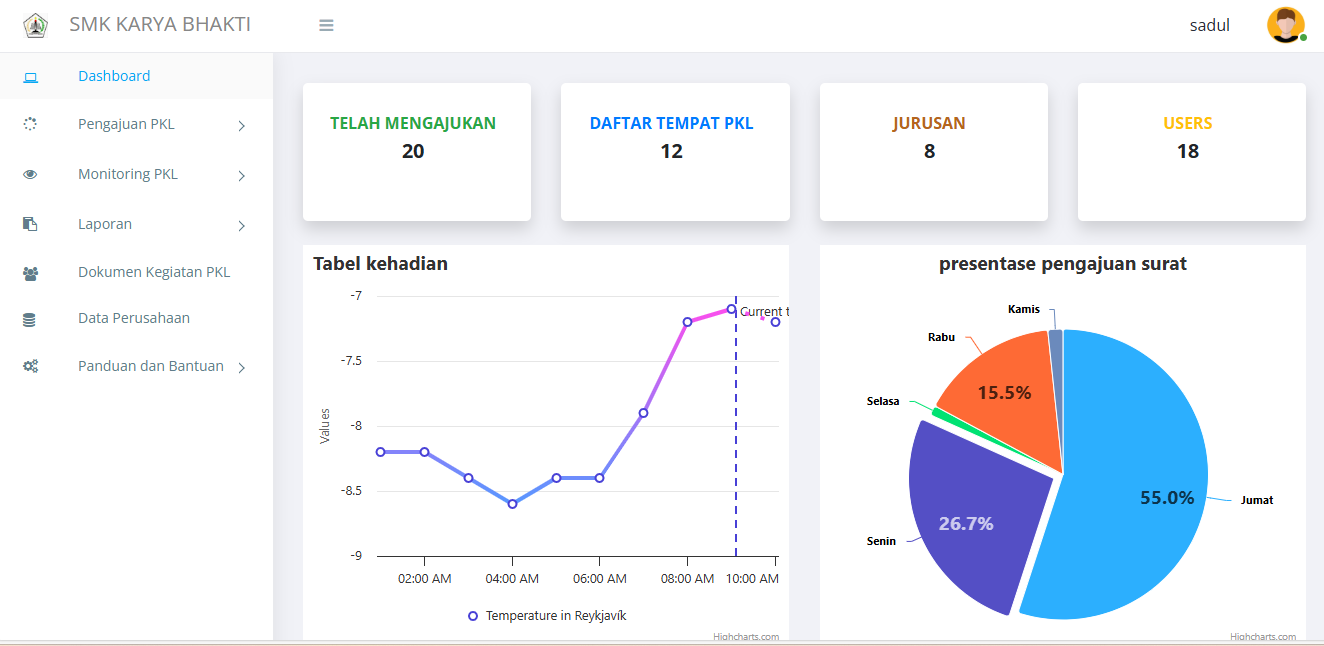 SMK KARYA BHAKTI
sadul
Dashboard
Pengajuan PKL
Monitoring PKL
Laporan
Dokumen Kegiatan PKL
Data Perusahaan
Panduan dan Bantuan
TELAH MENGAJUKAN
20
DAFTAR TEMPAT PKL
12
JURUSAN
8
USERS
18
Tabel kehadian
-7
-7.5
-8
-8.5
-9
Values
Current t
02:00 AM
04:00 AM
06:00 AM
08:00 AM
10:00 AM
Temperature in Reykjavík
Highcharts.com
presentase pengajuan surat
Kamis
Rabu
15.5%
Selasa
55.0%
Jumat
26.7%
Senin
Highcharts.com